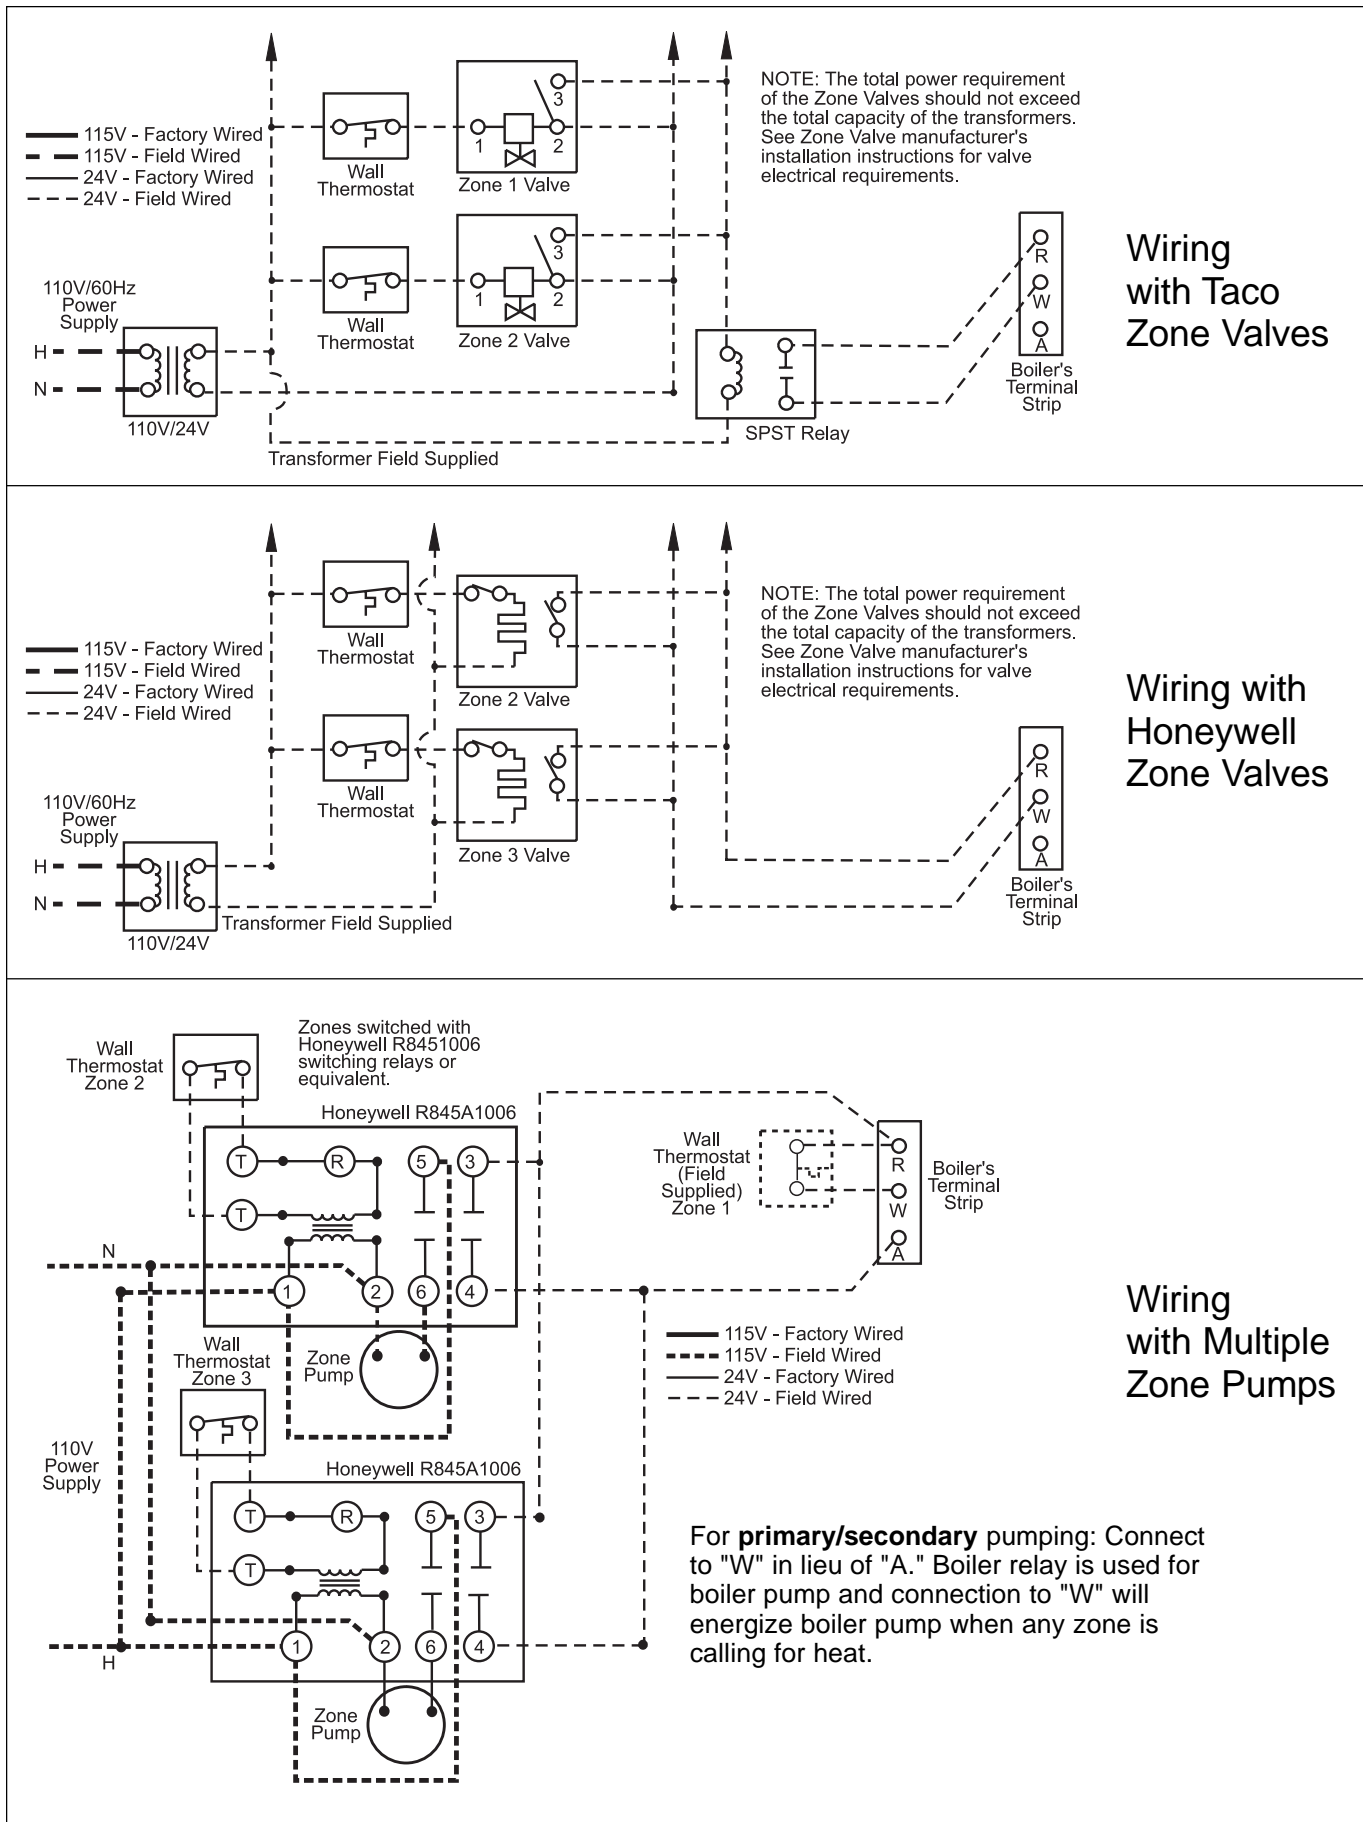 NOTE: The total power requirement
of the Zone Valves should not exceed
the total capacity of the transformers.
See Zone Valve manufacturer's
installation instructions for valve
electrical requirements.
115V - Factory Wired
115V - Field Wired
24V - Factory Wired
24V - Field Wired
Wall
Thermostat
3
1
2
Zone 1 Valve
Wall
Thermostat
3
1
2
Zone 2 Valve
110V/60Hz
Power
Supply
H
N
110V/24V
Transformer Field Supplied
SPST Relay
R
W
A
Boiler's
Terminal
Strip
Wiring
with Taco
Zone Valves
NOTE: The total power requirement
of the Zone Valves should not exceed
the total capacity of the transformers.
See Zone Valve manufacturer's
installation instructions for valve
electrical requirements.
115V - Factory Wired
115V - Field Wired
24V - Factory Wired
24V - Field Wired
Wall
Thermostat
Zone 2 Valve
Wall
Thermostat
Zone 3 Valve
110V/60Hz
Power
Supply
H
N
110V/24V
Transformer Field Supplied
R
W
A
Boiler's
Terminal
Strip
Wiring with
Honeywell
Zone Valves
Wall
Thermostat
Zone 2
Zones switched with
Honeywell R8451006
switching relays or
equivalent.
Honeywell R845A1006
T
R
5
3
T
1
2
6
4
N
Zone
Pump
Wall
Thermostat
(Field
Supplied)
Zone 1
R
W
A
Boiler's
Terminal
Strip
115V - Factory Wired
115V - Field Wired
24V - Factory Wired
24V - Field Wired
Wiring
with Multiple
Zone Pumps
Wall
Thermostat
Zone 3
110V
Power
Supply
Honeywell R845A1006
T
R
5
3
T
1
2
6
4
H
Zone
Pump
For primary/secondary pumping: Connect
to "W" in lieu of "A." Boiler relay is used for
boiler pump and connection to "W" will
energize boiler pump when any zone is
calling for heat.